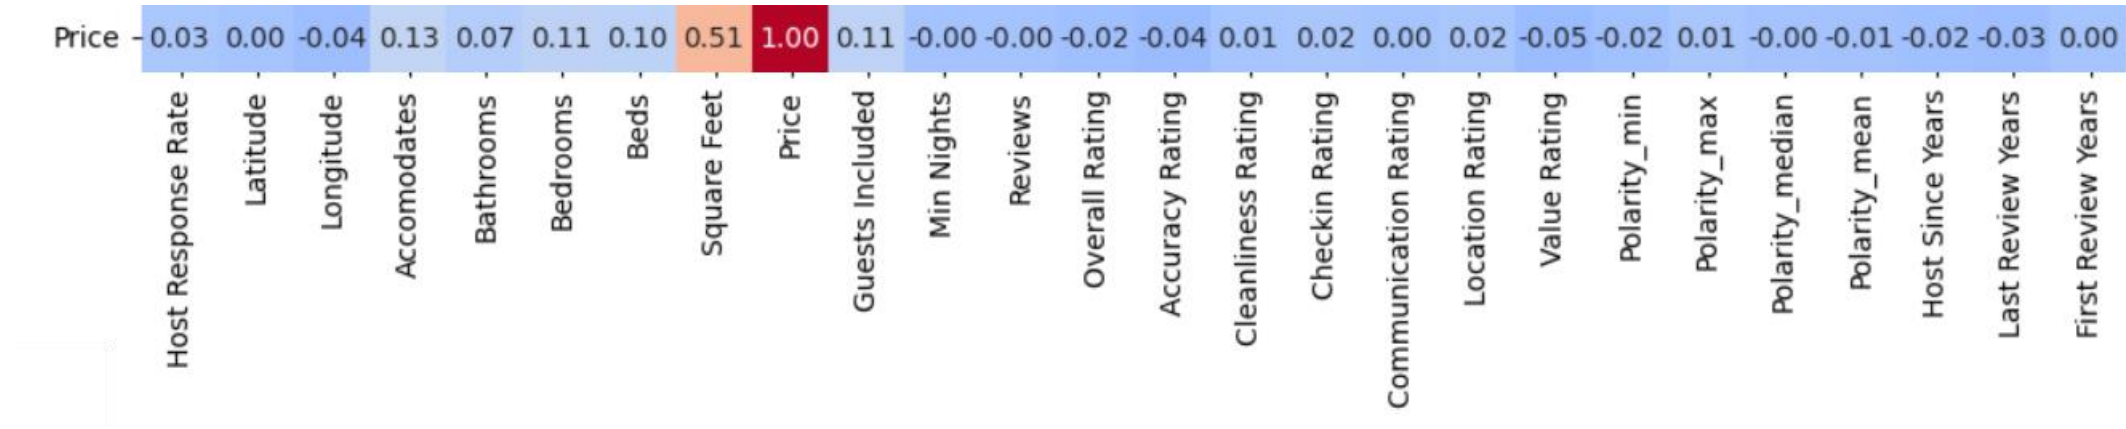 Price 0.03 0.00 -0.04 0.13 0.07 0.11 0.10 0.51 1.00 0.11 -0.00 -0.00 -0.02 -0.04 0.01 0.02 0.00 0.02 -0.05 -0.02 0.01 -0.00 -0.01 -0.02 -0.03 0.00
Host Response Rate
Latitude
Longitude
Accomodates
Bathrooms
Bedrooms
Beds
Square Feet
Price
Guests Included
Min Nights
Reviews
Overall Rating
Accuracy Rating
Cleanliness Rating
Checkin Rating
Communication Rating
Location Rating
Value Rating
Polarity_min
Polarity_max
Polarity_median
Polarity_mean
Host Since Years
Last Review Years
First Review Years